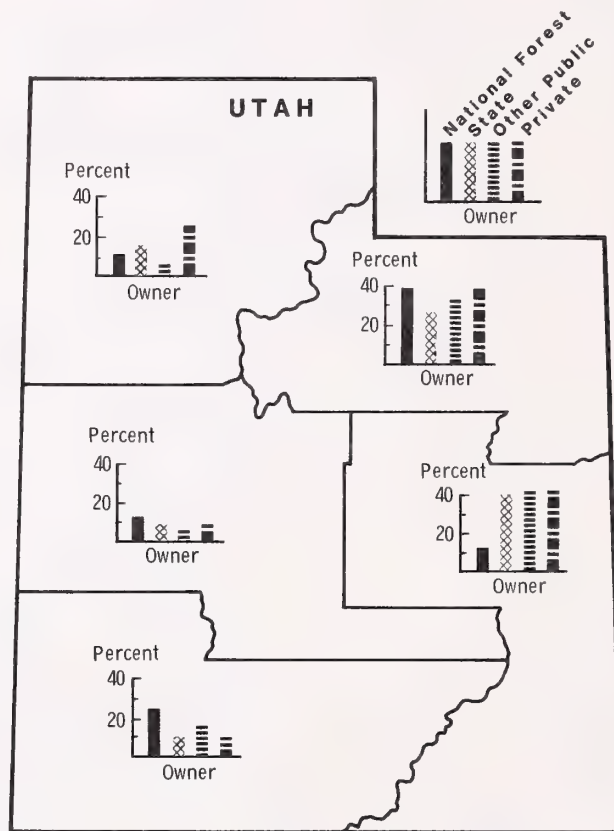 UTAH
National Forest
State
Other Public
Private
Owner
Percent
40
20
Owner
Percent
40
20
Owner
Percent
40
20
Owner
Percent
40
20
Owner
Percent
40
20
Owner